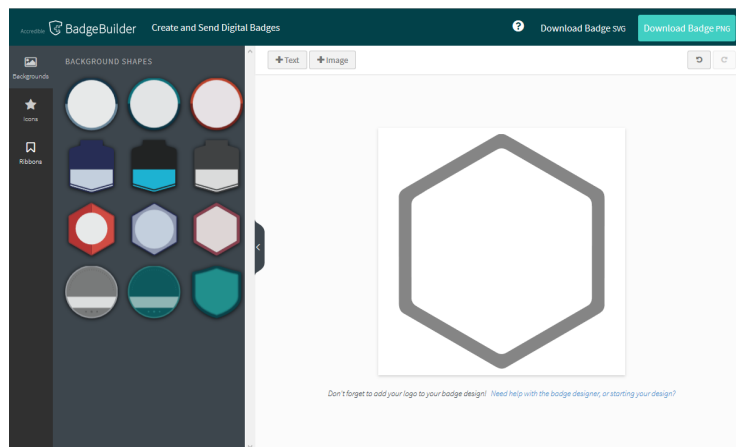 Accredible BadgeBuilder Create and Send Digital Badges ? Download Badge SVG Download Badge PNG
Backgrounds
Icons
Ribbons
BACKGROUND SHAPES
+Text +Image
Don't forget to add your logo to your badge design! Need help with the badge designer, or starting your design?